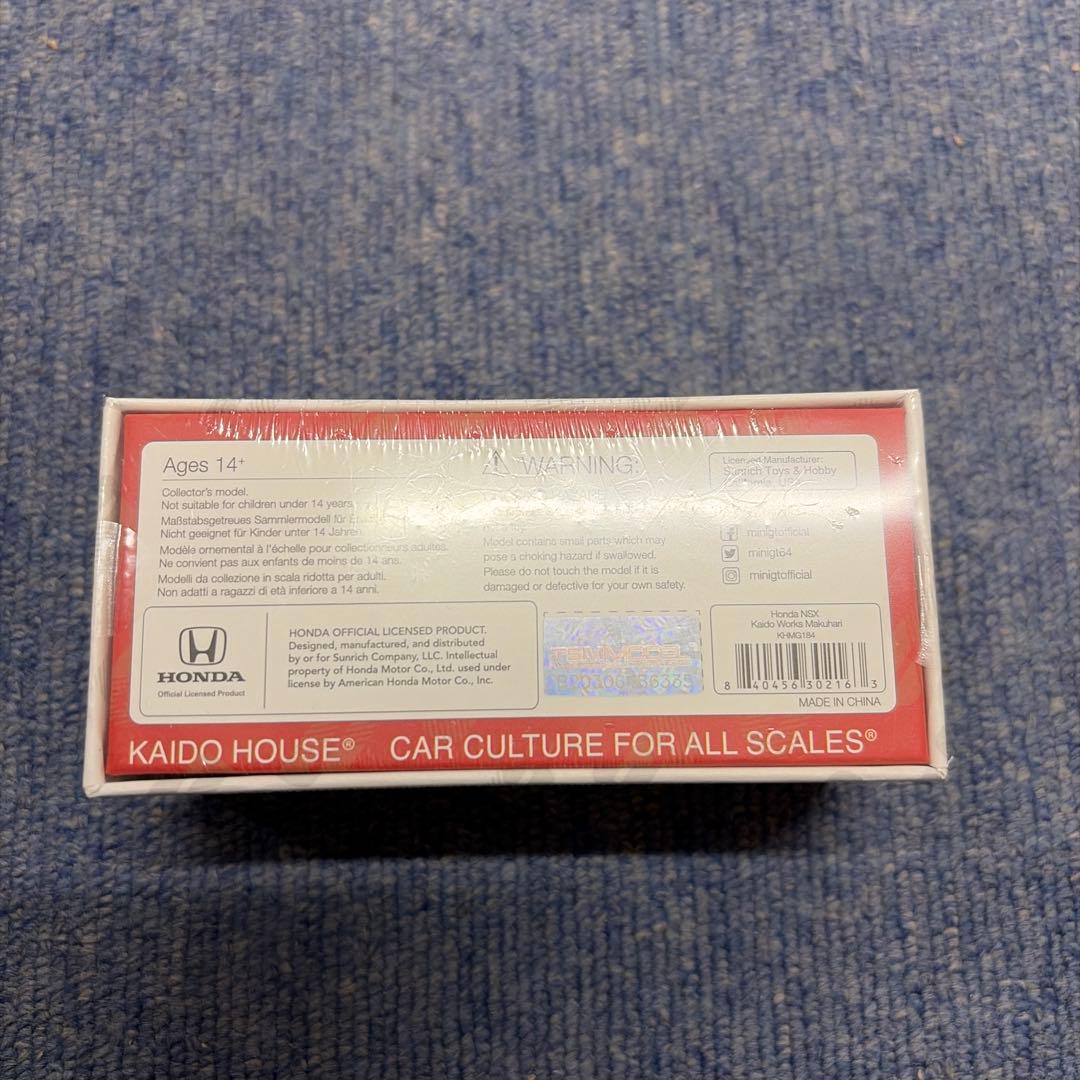 Ages 14+
Collector's model.
Not suitable for children under 14 years
Maßstabsgetreues Sammlermodell für
Nicht geeignet für Kinder unter 14 Jahren.
Modèle ornemental à l'échelle pour collectionneurs adultes.
Ne convient pas aux enfants de moins de 14 ans.
Modelli da collezione in scala ridotta per adulti.
Non adatti a ragazzi di età inferiore a 14 anni.
WARNING:
Model contains small parts which may
pose a choking hazard if swallowed.
Please do not touch the model if it is
damaged or defective for your own safety.
Licensed Manufacturer:
Sunrich Toys & Hobby
California,
minigtofficial
minigt64
minigtofficial
HONDA
Official Licensed Product
HONDA OFFICIAL LICENSED PRODUCT.
Designed, manufactured, and distributed
by or for Sunrich Company, LLC. Intellectual
property of Honda Motor Co., Ltd. used under
license by American Honda Motor Co., Inc.
Honda NSX
Kaido Works Makuhari
KHMG184
8 40456 30216 3
MADE IN CHINA
KAIDO HOUSE® CAR CULTURE FOR ALL SCALES®